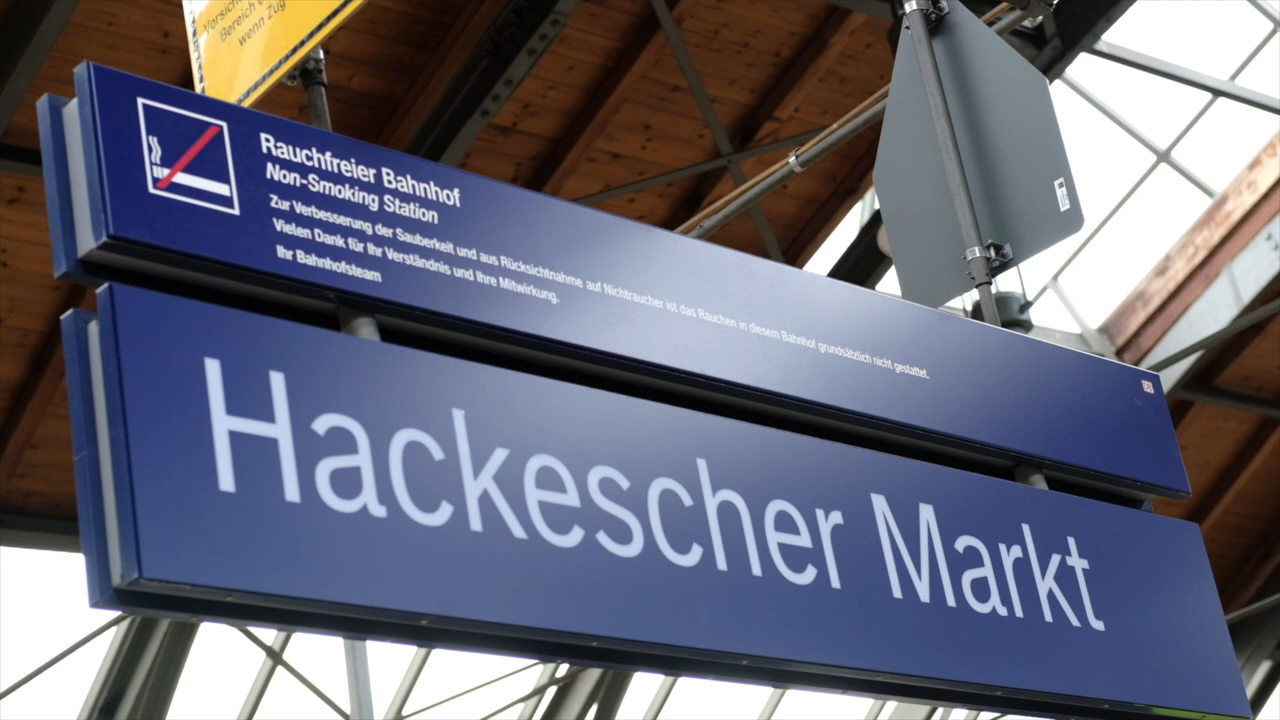 Vorsicht
Bereich
wenn Zug
Rauchfreier Bahnhof
Non-Smoking Station
Zur Verbesserung der Sauberkeit und aus Rücksichtnahme auf Nichtraucher ist das Rauchen in diesem Bahnhof grundsätzlich nicht gestattet.
Vielen Dank für Ihr Verständnis und Ihre Mitwirkung.
Ihr Bahnhofsteam
DB
Hackescher Markt